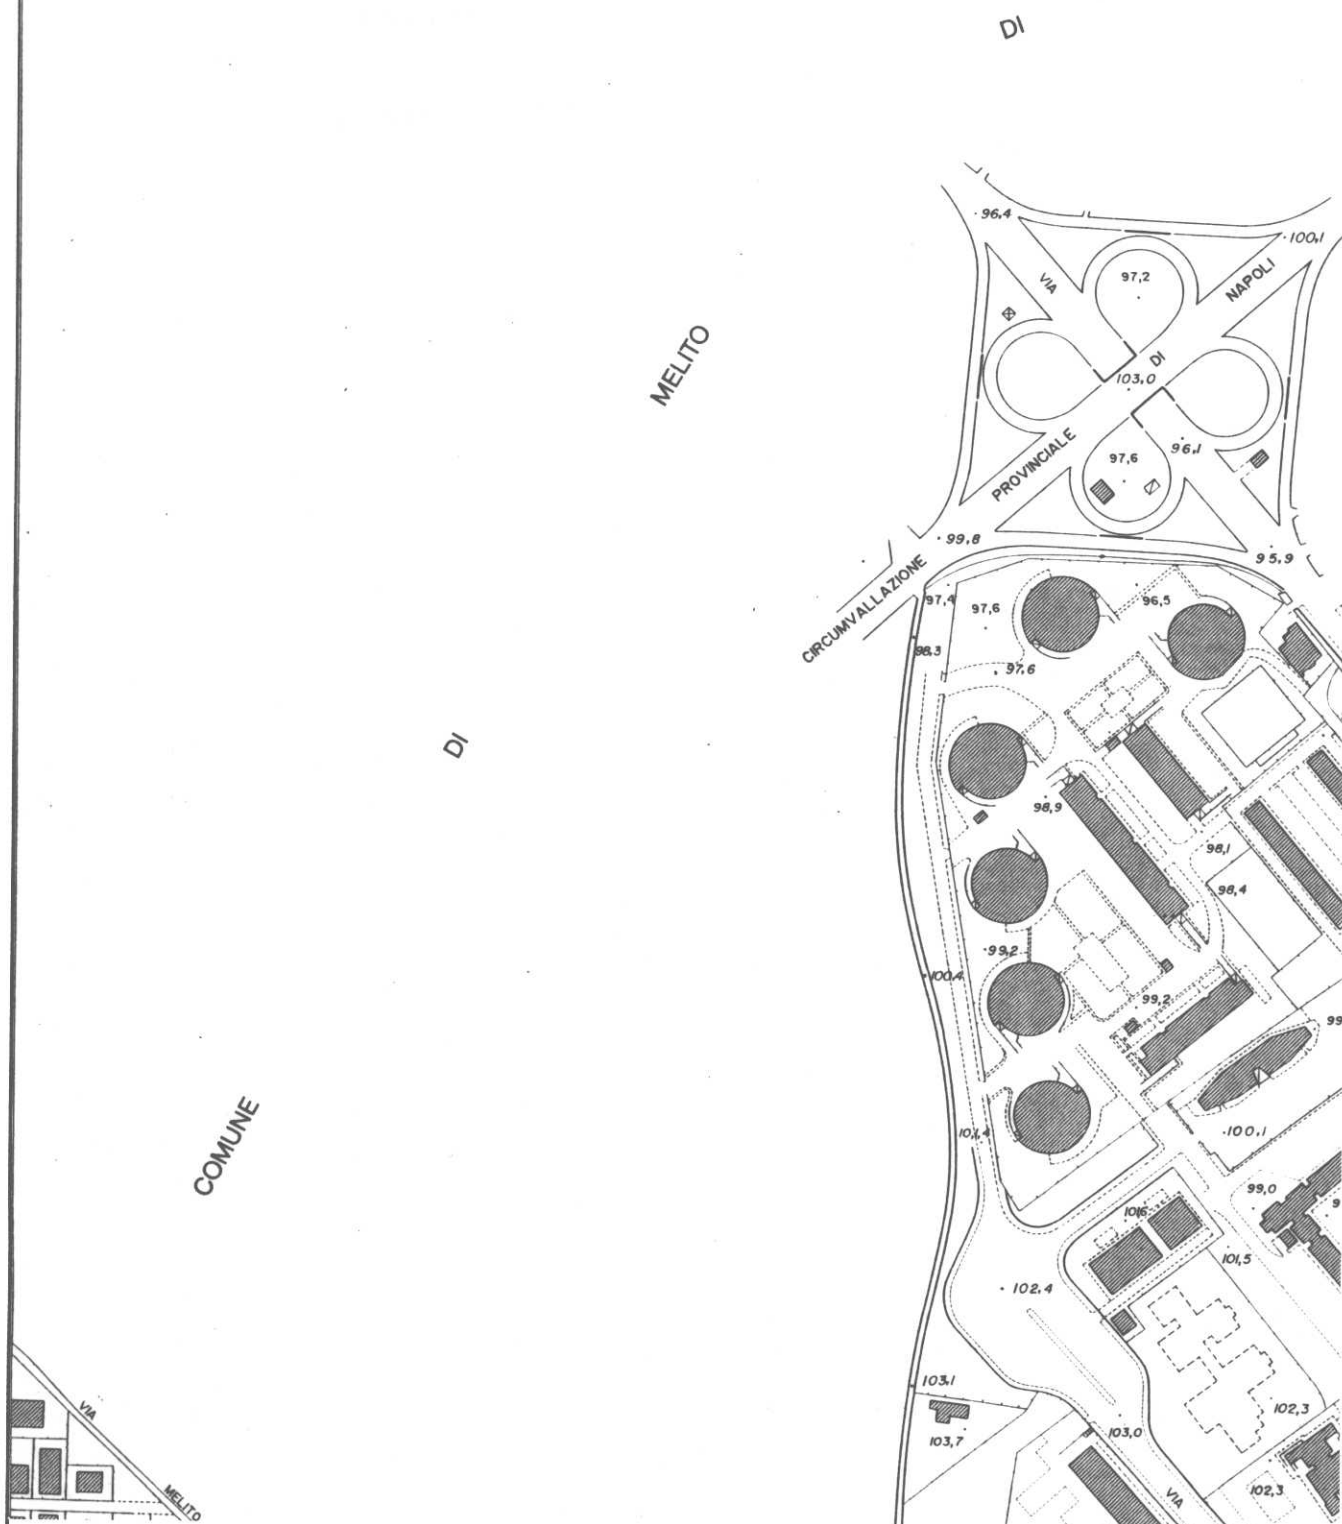 DI
96,4
100,1
VIA
97,2
NAPOLI
DI
103,0
MELITO
PROVINCIALE
96,1
97,6
99,8
95,9
CIRCUMVALLAZIONE
97,4
97,6
96,5
98,3
97,6
DI
98,9
98,1
98,4
99,2
100,4
99,2
99
COMUNE
101,4
100,1
99,0
9
101,6
101,5
102,4
103,1
102,3
103,7
103,0
VIA
102,3
VIA
MELITO